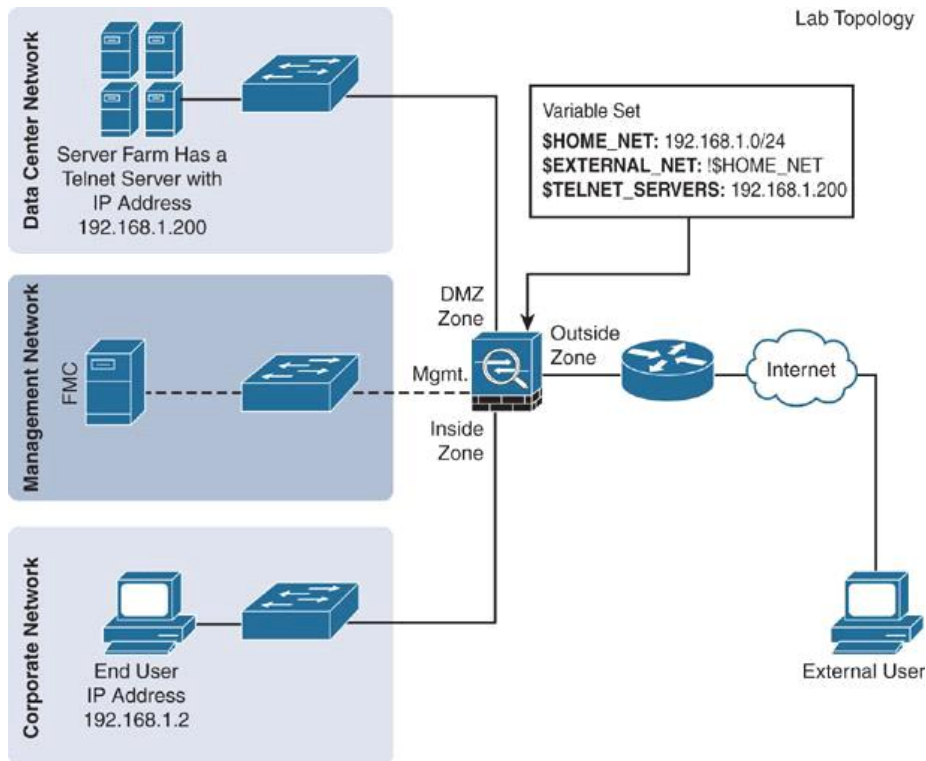 Lab Topology
Data Center Network
Server Farm Has a
Telnet Server with
IP Address
192.168.1.200
Variable Set
$HOME_NET: 192.168.1.0/24
$EXTERNAL_NET: !$HOME_NET
$TELNET_SERVERS: 192.168.1.200
Management Network
FMC
DMZ
Zone
Mgmt.
Outside
Zone
Inside
Zone
Internet
Corporate Network
End User
IP Address
192.168.1.2
External User